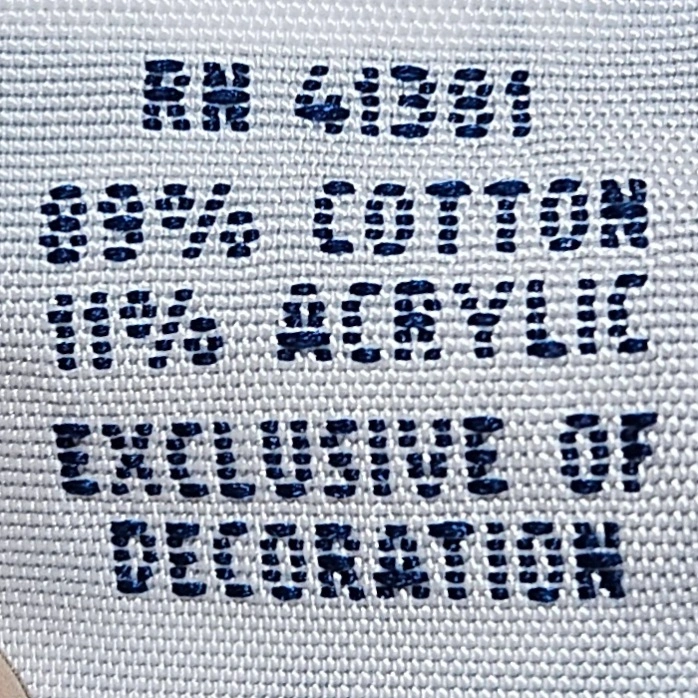 RN 41381
89% COTTON
11% ACRYLIC
EXCLUSIVE OF
DECORATION